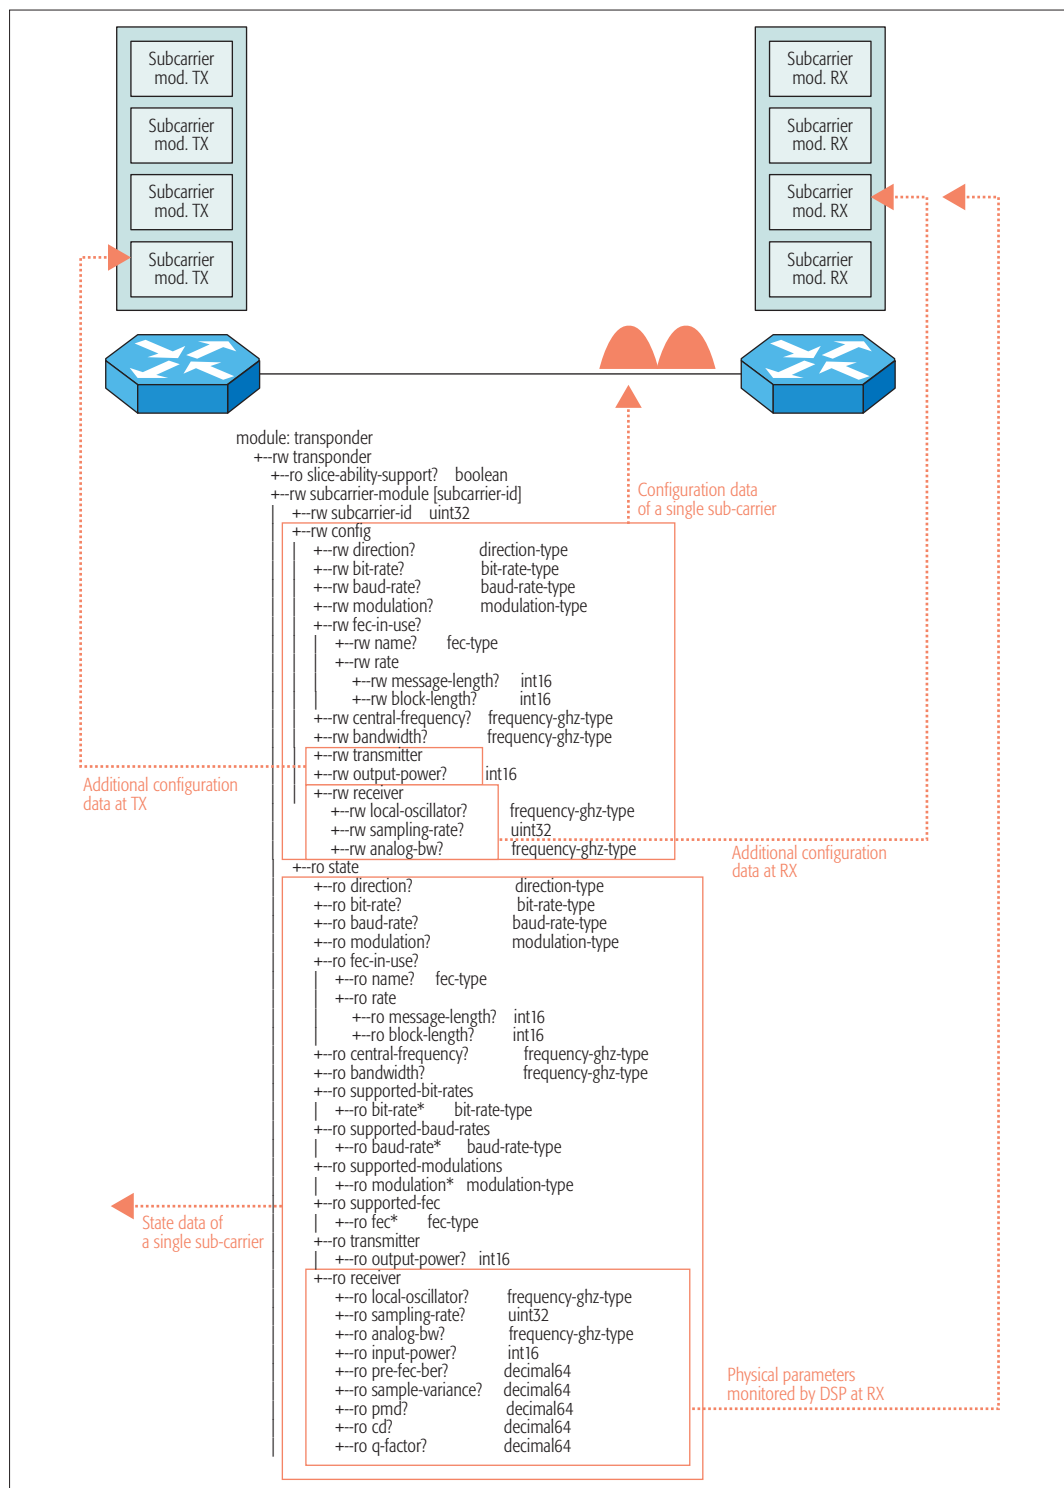 Subcarrier
mod. TX
Subcarrier
mod. TX
Subcarrier
mod. TX
Subcarrier
mod. TX
Subcarrier
mod. RX
Subcarrier
mod. RX
Subcarrier
mod. RX
Subcarrier
mod. RX
module: transponder
+--rw transponder
+--ro slice-ability-support? boolean
+--rw subcarrier-module [subcarrier-id]
| +--rw subcarrier-id uint32
| +--rw config
| | +--rw direction? direction-type
| | +--rw bit-rate? bit-rate-type
| | +--rw baud-rate? baud-rate-type
| | +--rw modulation? modulation-type
| | +--rw fec-in-use?
| | | +--rw name? fec-type
| | | +--rw rate
| | | +--rw message-length? int16
| | | +--rw block-length? int16
| | +--rw central-frequency? frequency-ghz-type
| | +--rw bandwidth? frequency-ghz-type
| | +--rw transmitter
| | +--rw output-power? int16
| | +--rw receiver
| +--rw local-oscillator? frequency-ghz-type
| +--rw sampling-rate? uint32
| +--rw analog-bw? frequency-ghz-type
| +--ro state
| +--ro direction? direction-type
| +--ro bit-rate? bit-rate-type
| +--ro baud-rate? baud-rate-type
| +--ro modulation? modulation-type
| +--ro fec-in-use?
| | +--ro name? fec-type
| | +--ro rate
| | +--ro message-length? int16
| | +--ro block-length? int16
| +--ro central-frequency? frequency-ghz-type
| +--ro bandwidth? frequency-ghz-type
| +--ro supported-bit-rates
| | +--ro bit-rate* bit-rate-type
| +--ro supported-baud-rates
| | +--ro baud-rate* baud-rate-type
| +--ro supported-modulations
| | +--ro modulation* modulation-type
| +--ro supported-fec
| | +--ro fec* fec-type
| +--ro transmitter
| | +--ro output-power? int16
| +--ro receiver
| +--ro local-oscillator? frequency-ghz-type
| +--ro sampling-rate? uint32
| +--ro analog-bw? frequency-ghz-type
| +--ro input-power? int16
| +--ro pre-fec-ber? decimal64
| +--ro sample-variance? decimal64
| +--ro pmd? decimal64
| +--ro cd? decimal64
| +--ro q-factor? decimal64
Configuration data
of a single sub-carrier
Additional configuration
data at TX
Additional configuration
data at RX
State data of
a single sub-carrier
Physical parameters
monitored by DSP at RX